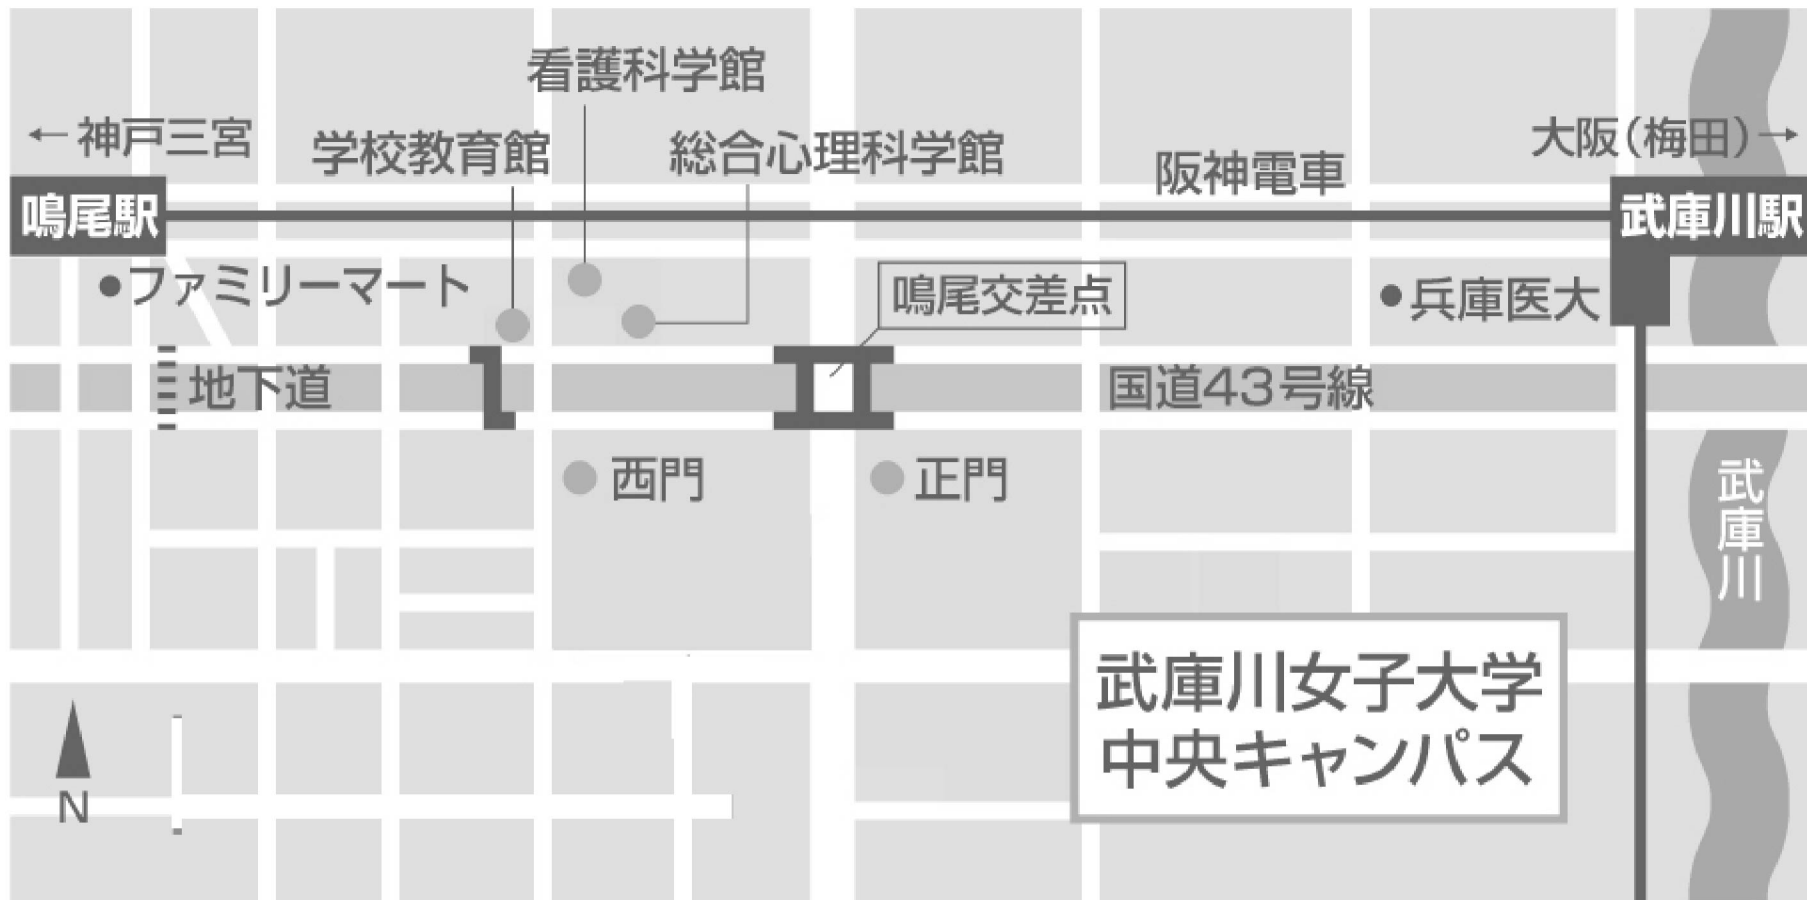 看護科学館
←神戸三宮
学校教育館
総合心理科学館
阪神電車
大阪（梅田）→
鳴尾駅
武庫川駅
ファミリーマート
鳴尾交差点
兵庫医大
地下道
国道43号線
西門
正門
武庫川
武庫川女子大学
中央キャンパス
N